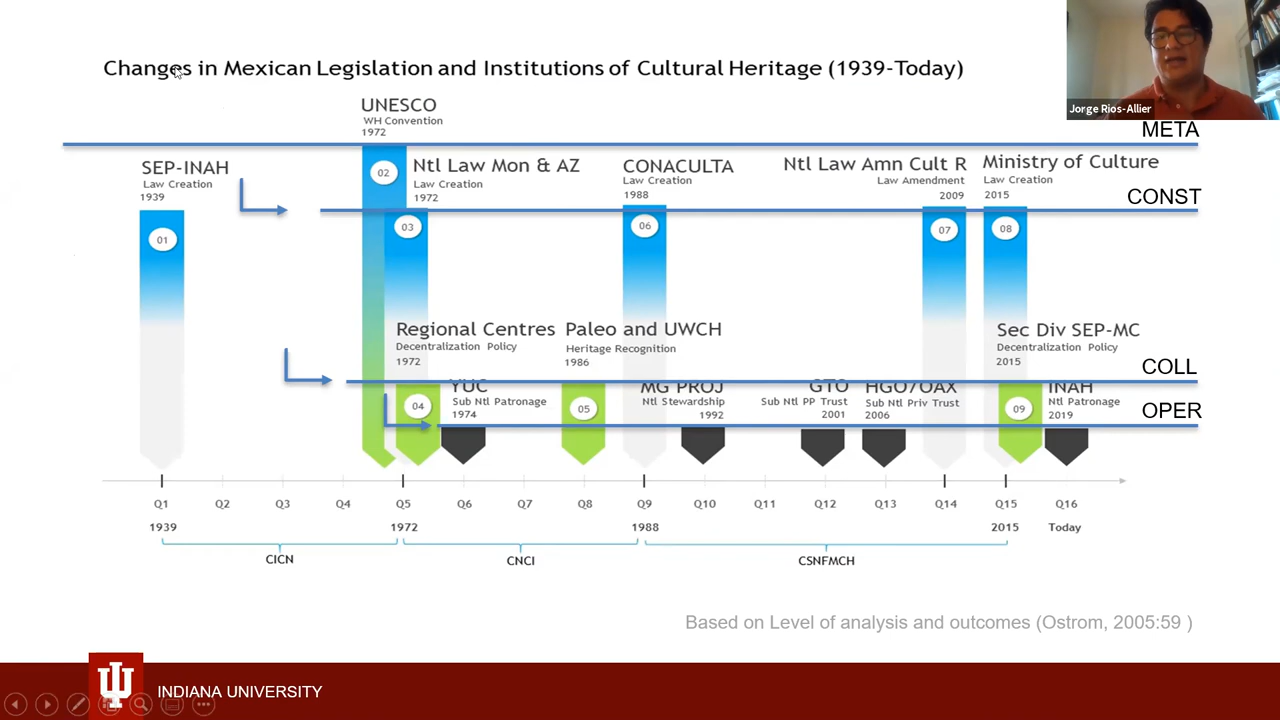 Changes in Mexican Legislation and Institutions of Cultural Heritage (1939-Today)
Jorge Rios-Allier
UNESCO
WH Convention
1972
META
SEP-INAH
Law Creation
1939
02
Ntl Law Mon & AZ
Law Creation
1972
CONACULTA
Law Creation
1988
Ntl Law Amn Cult R
Law Amendment
2009
Ministry of Culture
Law Creation
2015
CONST
01
03
06
07
08
Regional Centres
Decentralization Policy
1972
Paleo and UWCH
Heritage Recognition
1986
Sec Div SEP-MC
Decentralization Policy
2015
COLL
04
YUC
Sub Ntl Patronage
1974
05
MG PROJ
Ntl Stewardship
1992
GTO
Sub Ntl PP Trust
2001
HGO/OAX
Sub Ntl Priv Trust
2006
09
INAH
Ntl Patronage
2019
OPER
Q1 Q2 Q3 Q4 Q5 Q6 Q7 Q8 Q9 Q10 Q11 Q12 Q13 Q14 Q15 Q16
1939 1972 1988 2015 Today
CICN CNCI CSNFMCH
Based on Level of analysis and outcomes (Ostrom, 2005:59 )
INDIANA UNIVERSITY